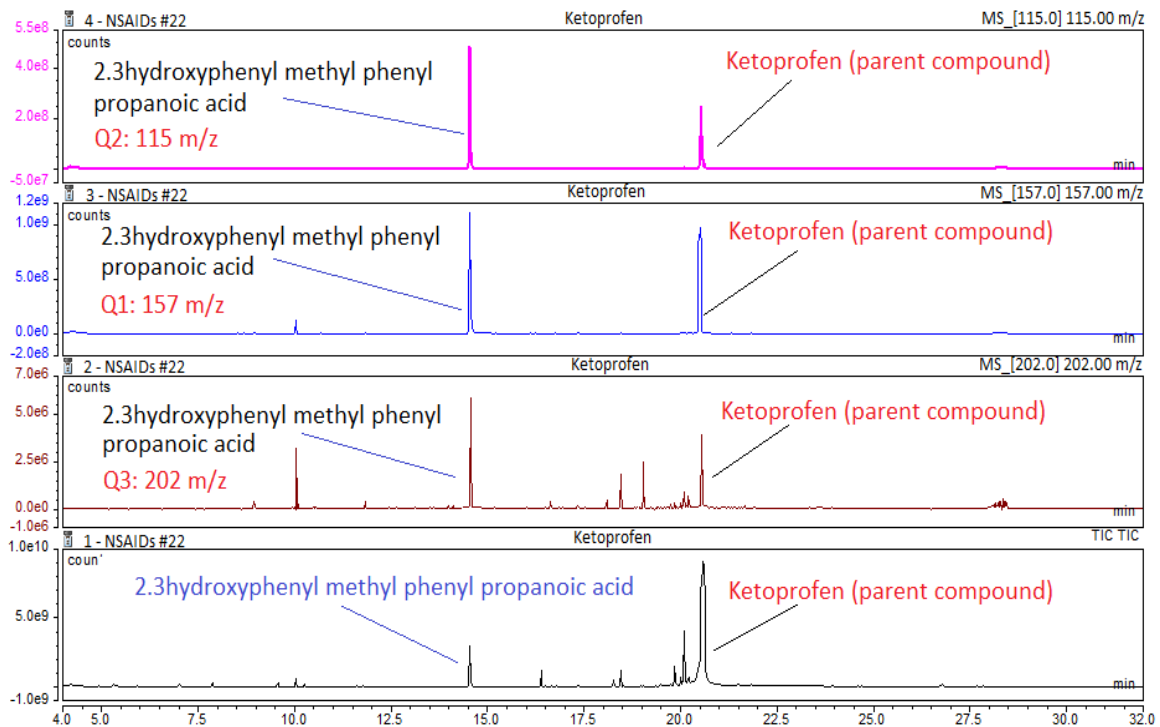 5.5e8
4 - NSAIDs #22
Ketoprofen
MS_[115.0] 115.00 m/z
counts
4.0e8
2.3hydroxyphenyl methyl phenyl
propanoic acid
Q2: 115 m/z
Ketoprofen (parent compound)
2.0e8
min
-5.0e7
3 - NSAIDs #22
Ketoprofen
MS_[157.0] 157.00 m/z
1.2e9
counts
1.0e9
2.3hydroxyphenyl methyl phenyl
propanoic acid
Q1: 157 m/z
Ketoprofen (parent compound)
5.0e8
0.0e0
min
-2.0e8
2 - NSAIDs #22
Ketoprofen
MS_[202.0] 202.00 m/z
7.0e6
counts
5.0e6
2.3hydroxyphenyl methyl phenyl
propanoic acid
Q3: 202 m/z
Ketoprofen (parent compound)
2.5e6
0.0e0
min
-1.0e6
1 - NSAIDs #22
Ketoprofen
TIC TIC
1.0e10
coun'
2.3hydroxyphenyl methyl phenyl propanoic acid
Ketoprofen (parent compound)
5.0e9
min
-1.0e9
4.0 5.0 7.5 10.0 12.5 15.0 17.5 20.0 22.5 25.0 27.5 30.0 32.0